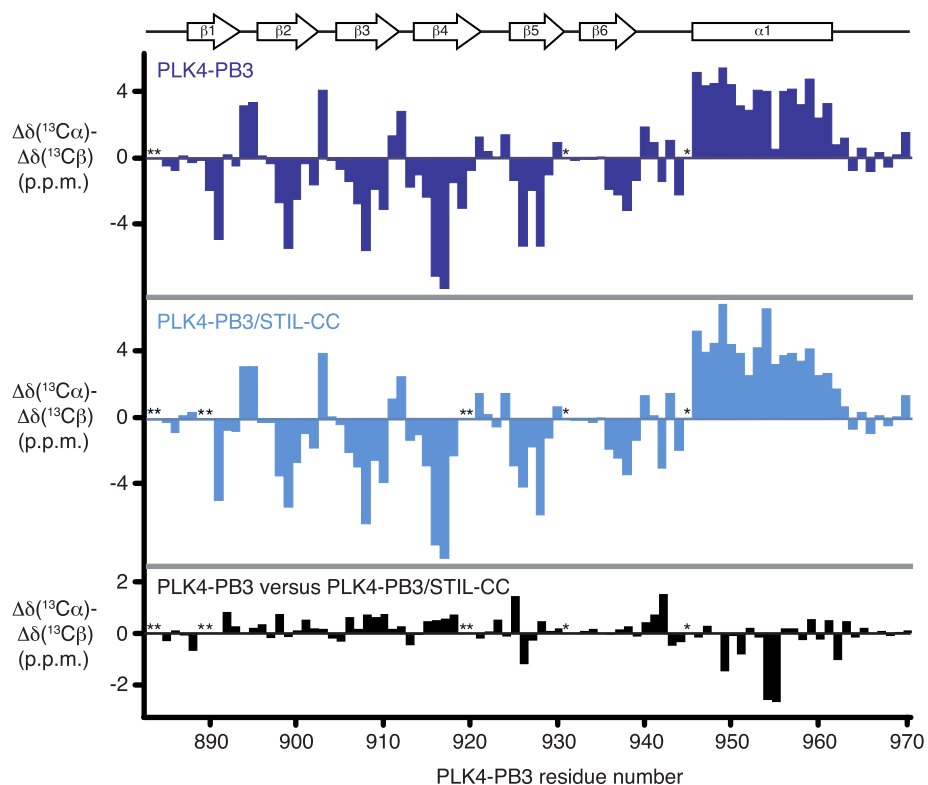 β1 β2 β3 β4 β5 β6 α1
PLK4-PB3
4
Δδ(¹³Cα)-
Δδ(¹³Cβ)
(p.p.m.)
0
** * *
-4
PLK4-PB3/STIL-CC
4
Δδ(¹³Cα)-
Δδ(¹³Cβ)
(p.p.m.)
0
** ** ** * *
-4
2
PLK4-PB3 versus PLK4-PB3/STIL-CC
Δδ(¹³Cα)-
Δδ(¹³Cβ)
(p.p.m.)
0
** ** ** * *
-2
890 900 910 920 930 940 950 960 970
PLK4-PB3 residue number